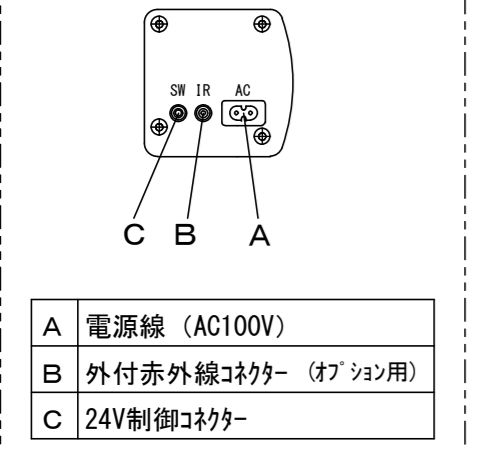 SW IR AC
C B A
A 電源線 (AC100V)
B 外付赤外線ｺﾈｸﾀｰ (ｵﾌﾟｼｮﾝ用)
C 24V制御ｺﾈｸﾀｰ